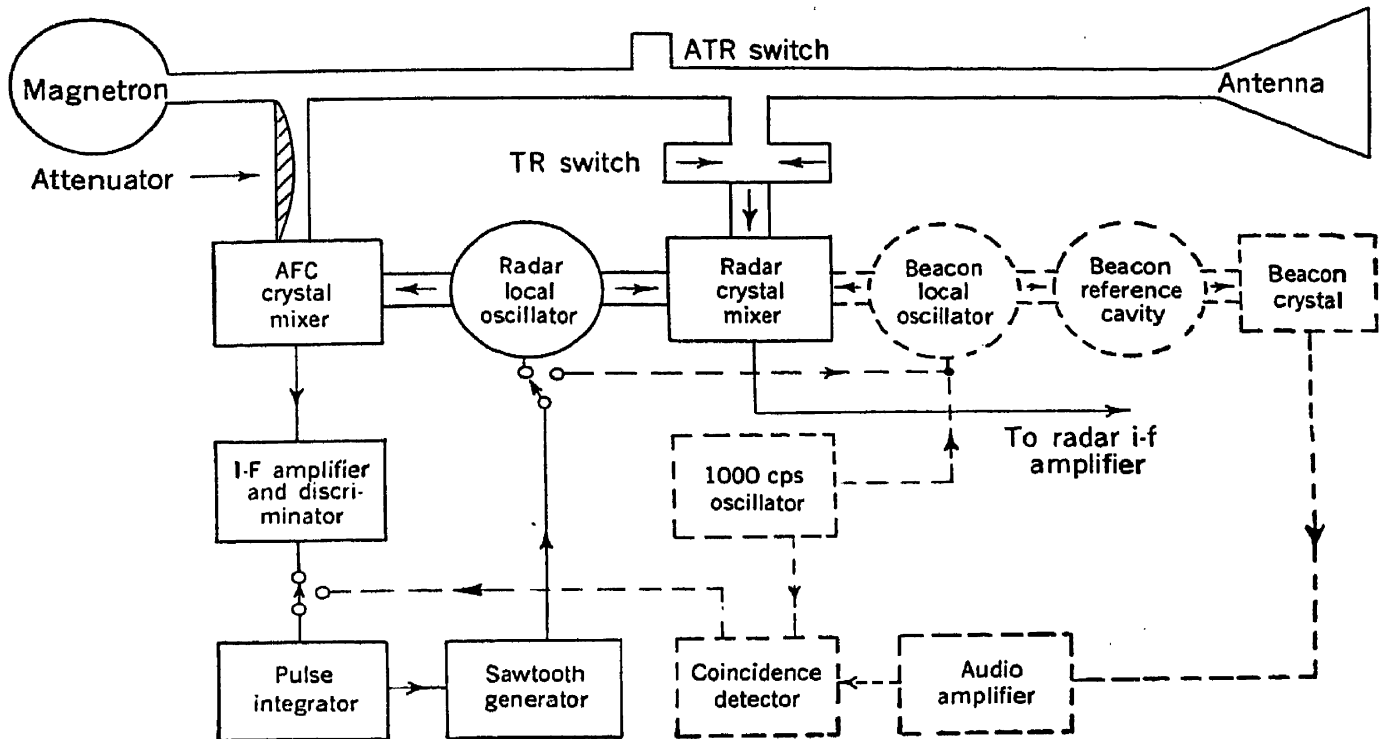 ATR switch
Magnetron
Antenna
TR switch
Attenuator
AFC
crystal
mixer
Radar
local
oscillator
Radar
crystal
mixer
Beacon
local
oscillator
Beacon
reference
cavity
Beacon
crystal
To radar i-f
amplifier
I-F amplifier
and discri-
minator
1000 cps
oscillator
Pulse
integrator
Sawtooth
generator
Coincidence
detector
Audio
amplifier